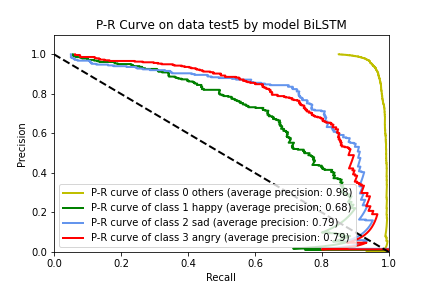 P-R Curve on data test5 by model BiLSTM
1.0
0.8
0.6
0.4
0.2
0.0
Precision
P-R curve of class 0 others (average precision: 0.98)
P-R curve of class 1 happy (average precision: 0.68)
P-R curve of class 2 sad (average precision: 0.79)
P-R curve of class 3 angry (average precision: 0.79)
0.0 0.2 0.4 0.6 0.8 1.0
Recall